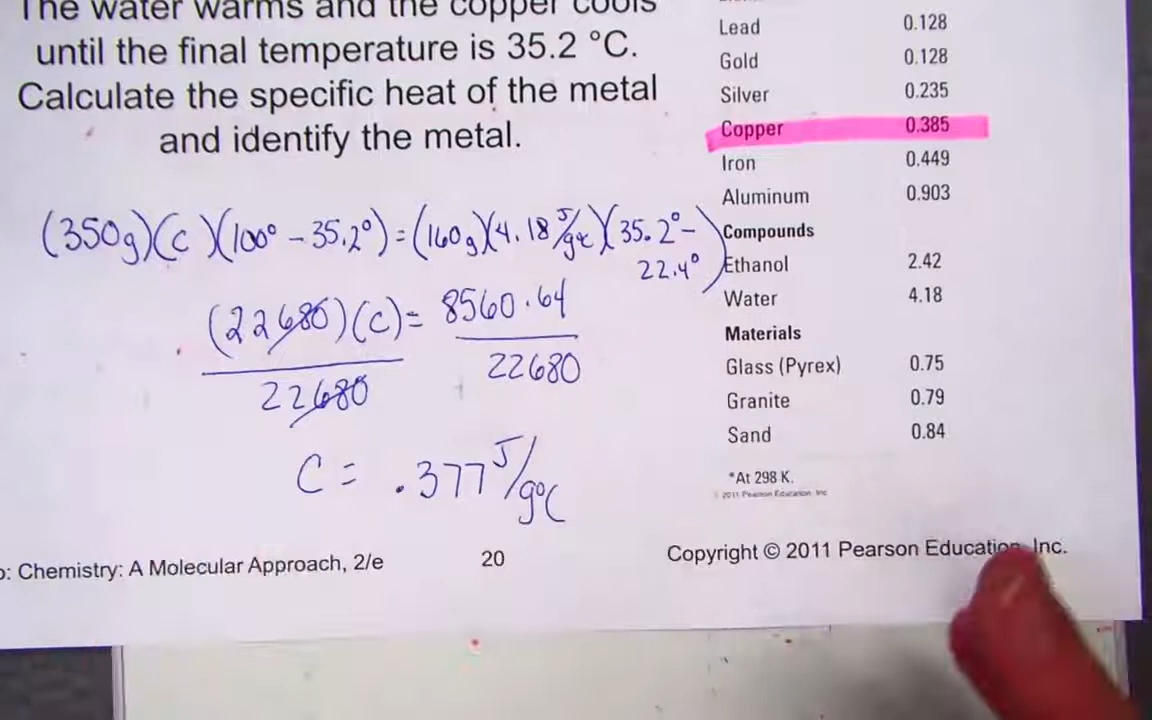 The water warms and the copper cools
until the final temperature is 35.2 °C.
Calculate the specific heat of the metal
and identify the metal.
(350g)(c)(100° - 35.2°) = (160g)(4.18 J/g°C)(35.2° -
22.4°)
(22680)(c) = 8560.64
22680 22680
C = .377 J/g°C
Lead 0.128
Gold 0.128
Silver 0.235
Copper 0.385
Iron 0.449
Aluminum 0.903
Compounds
Ethanol 2.42
Water 4.18
Materials
Glass (Pyrex) 0.75
Granite 0.79
Sand 0.84
*At 298 K.
© 2011 Pearson Education, Inc.
: Chemistry: A Molecular Approach, 2/e 20 Copyright © 2011 Pearson Education, Inc.